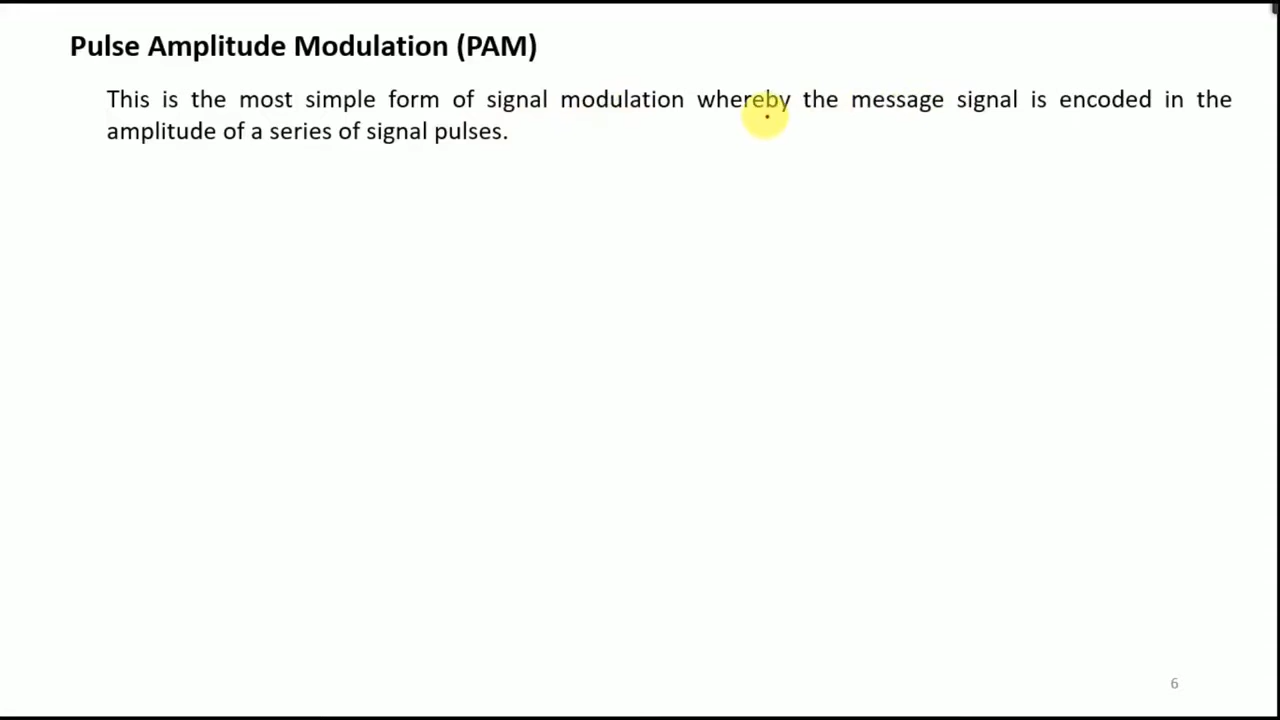 Pulse Amplitude Modulation (PAM)
This is the most simple form of signal modulation whereby the message signal is encoded in the
amplitude of a series of signal pulses.
6